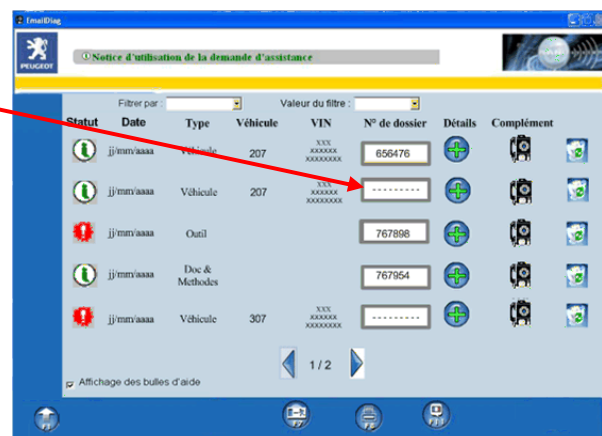 EmailDiag
PEUGEOT
Notice d'utilisation de la demande d'assistance
Filtrer par : Valeur du filtre :
Statut Date Type Véhicule VIN N° de dossier Détails Complément
jj/mm/aaaa Véhicule 207 xxx xxxxxx xxxxxxxx 656476
jj/mm/aaaa Véhicule 207 xxx xxxxxx xxxxxxxx ---------
jj/mm/aaaa Outil 767898
jj/mm/aaaa Doc & Methodes 767954
jj/mm/aaaa Véhicule 307 xxx xxxxxx xxxxxxxx ---------
1 / 2
Affichage des bulles d'aide